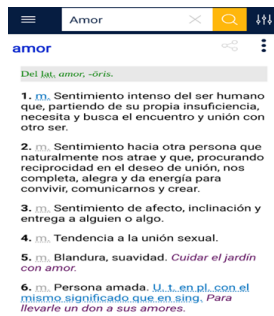 Amor
amor
Del lat. amor, -ōris.
1. m. Sentimiento intenso del ser humano
que, partiendo de su propia insuficiencia,
necesita y busca el encuentro y unión con
otro ser.
2. m. Sentimiento hacia otra persona que
naturalmente nos atrae y que, procurando
reciprocidad en el deseo de unión, nos
completa, alegra y da energía para
convivir, comunicarnos y crear.
3. m. Sentimiento de afecto, inclinación y
entrega a alguien o algo.
4. m. Tendencia a la unión sexual.
5. m. Blandura, suavidad. Cuidar el jardín
con amor.
6. m. Persona amada. U. t. en pl. con el
mismo significado que en sing. Para
llevarle un don a sus amores.